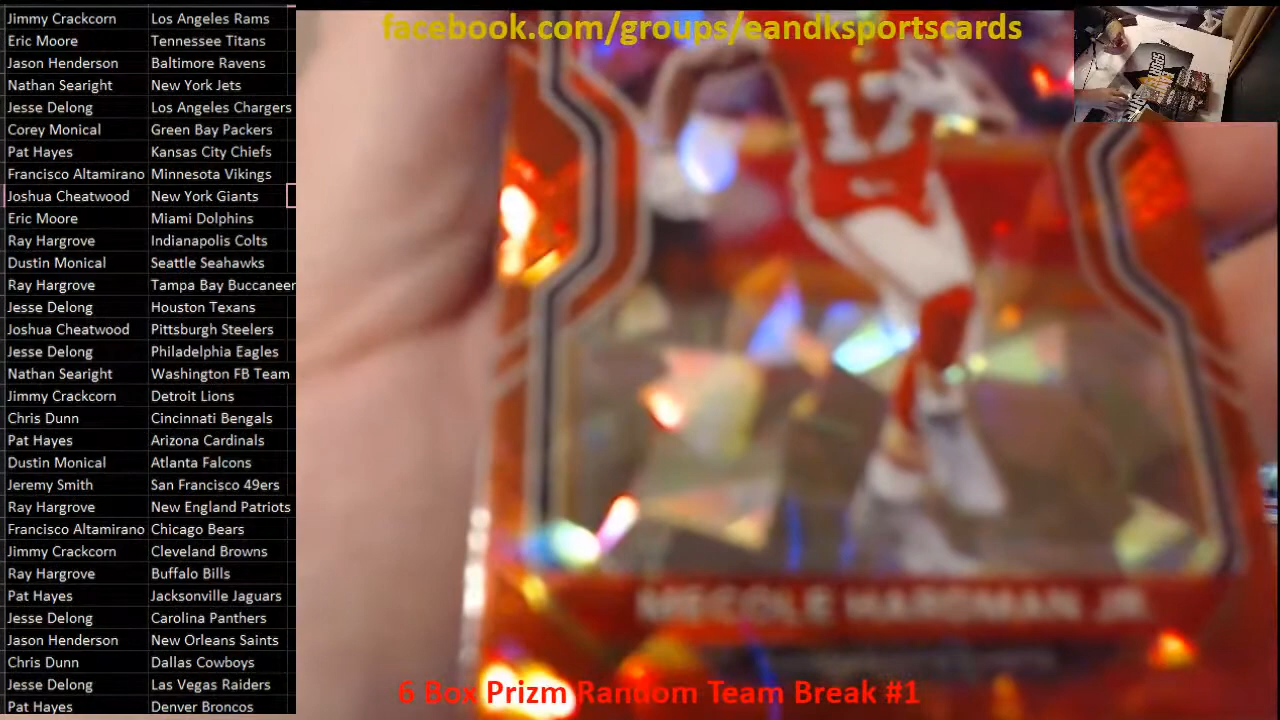 facebook.com/groups/eandksportscards
Jimmy Crackcorn Los Angeles Rams
Eric Moore Tennessee Titans
Jason Henderson Baltimore Ravens
Nathan Searight New York Jets
Jesse Delong Los Angeles Chargers
Corey Monical Green Bay Packers
Pat Hayes Kansas City Chiefs
Francisco Altamirano Minnesota Vikings
Joshua Cheatwood New York Giants
Eric Moore Miami Dolphins
Ray Hargrove Indianapolis Colts
Dustin Monical Seattle Seahawks
Ray Hargrove Tampa Bay Buccaneer
Jesse Delong Houston Texans
Joshua Cheatwood Pittsburgh Steelers
Jesse Delong Philadelphia Eagles
Nathan Searight Washington FB Team
Jimmy Crackcorn Detroit Lions
Chris Dunn Cincinnati Bengals
Pat Hayes Arizona Cardinals
Dustin Monical Atlanta Falcons
Jeremy Smith San Francisco 49ers
Ray Hargrove New England Patriots
Francisco Altamirano Chicago Bears
Jimmy Crackcorn Cleveland Browns
Ray Hargrove Buffalo Bills
Pat Hayes Jacksonville Jaguars
Jesse Delong Carolina Panthers
Jason Henderson New Orleans Saints
Chris Dunn Dallas Cowboys
Jesse Delong Las Vegas Raiders
Pat Hayes Denver Broncos
17
MECOLE HARDMAN JR.
6 Box Prizm Random Team Break #1